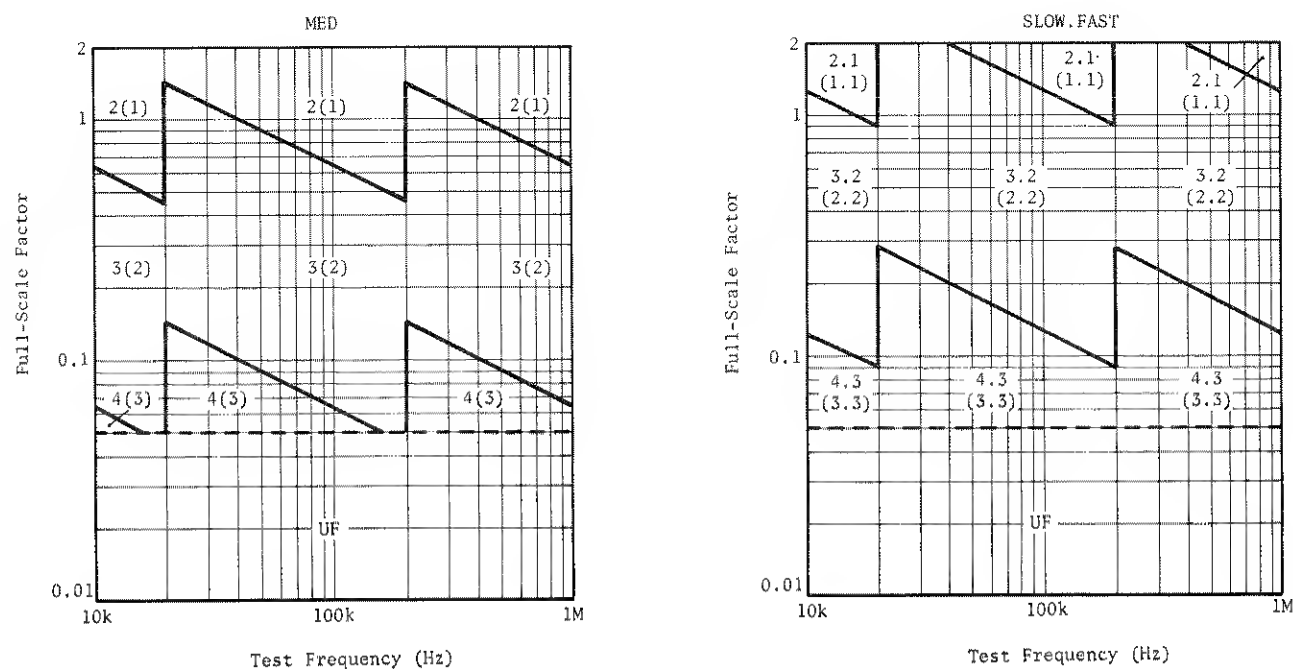 MED
2
2(1)
2(1)
2(1)
1
Full-Scale Factor
3(2)
3(2)
3(2)
0.1
4(3)
4(3)
4(3)
UF
0.01
10k
100k
1M
Test Frequency (Hz)
SLOW.FAST
2
2.1
(1.1)
2.1
(1.1)
2.1
(1.1)
1
3.2
(2.2)
3.2
(2.2)
3.2
(2.2)
Full-Scale Factor
0.1
4.3
(3.3)
4.3
(3.3)
4.3
(3.3)
UF
0.01
10k
100k
1M
Test Frequency (Hz)